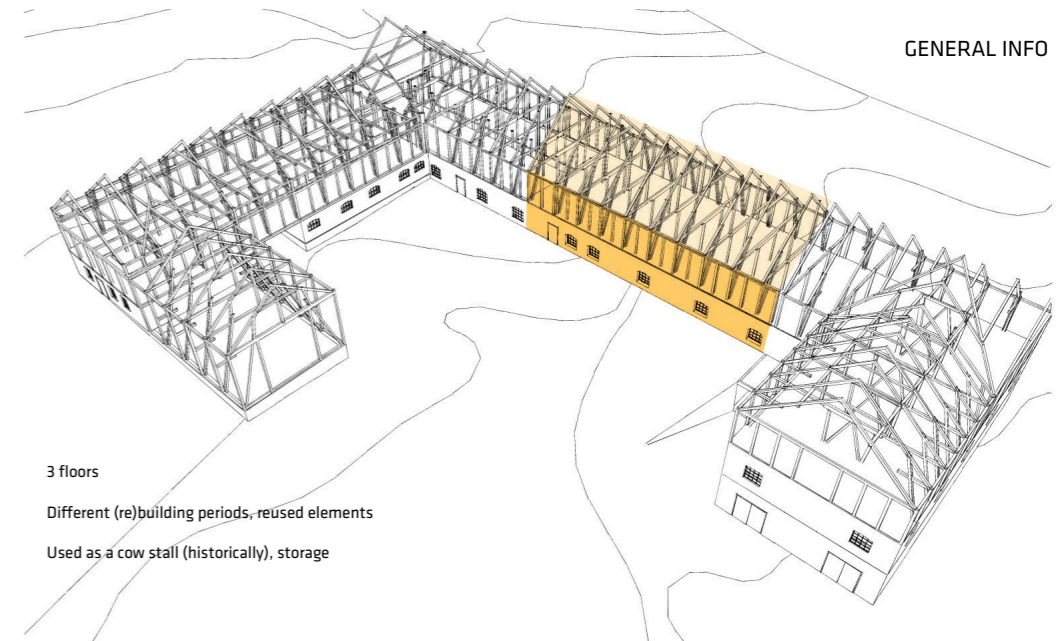 GENERAL INFO
3 floors
Different (re)building periods, reused elements
Used as a cow stall (historically), storage